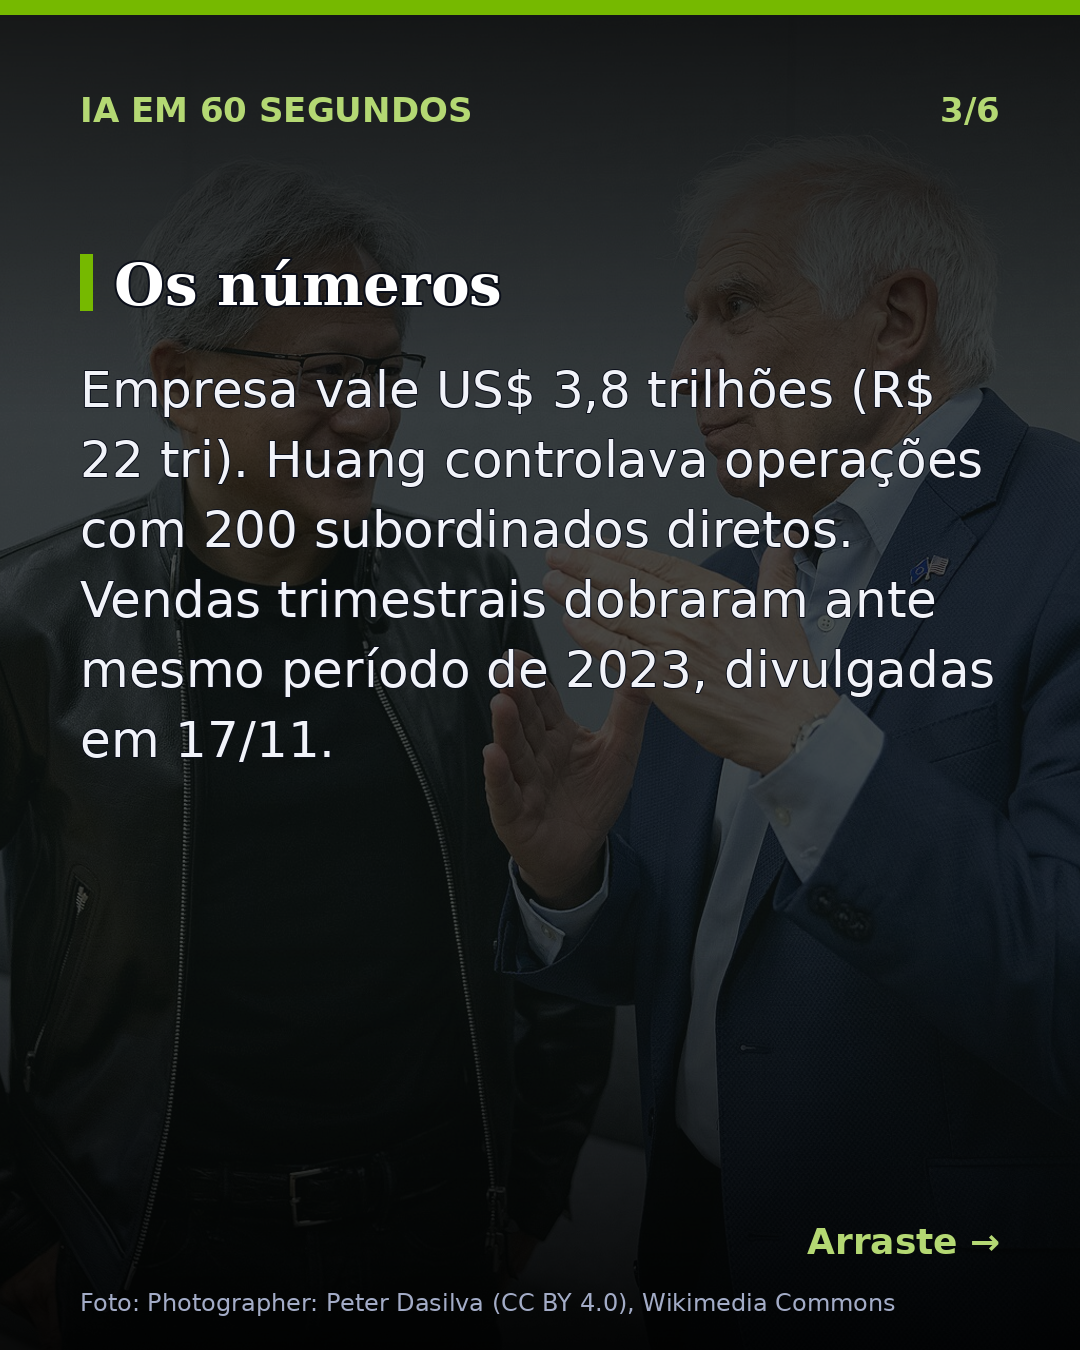 IA EM 60 SEGUNDOS
3/6
Os números
Empresa vale US$ 3,8 trilhões (R$
22 tri). Huang controlava operações
com 200 subordinados diretos.
Vendas trimestrais dobraram ante
mesmo período de 2023, divulgadas
em 17/11.
Arraste →
Foto: Photographer: Peter Dasilva (CC BY 4.0), Wikimedia Commons